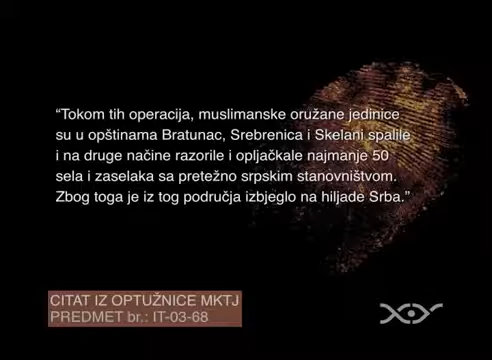 “Tokom tih operacija, muslimanske oružane jedinice
su u opštinama Bratunac, Srebrenica i Skelani spalile
i na druge načine razorile i opljačkale najmanje 50
sela i zaselaka sa pretežno srpskim stanovništvom.
Zbog toga je iz tog područja izbjeglo na hiljade Srba.”
CITAT IZ OPTUŽNICE MKTJ
PREDMET br.: IT-03-68